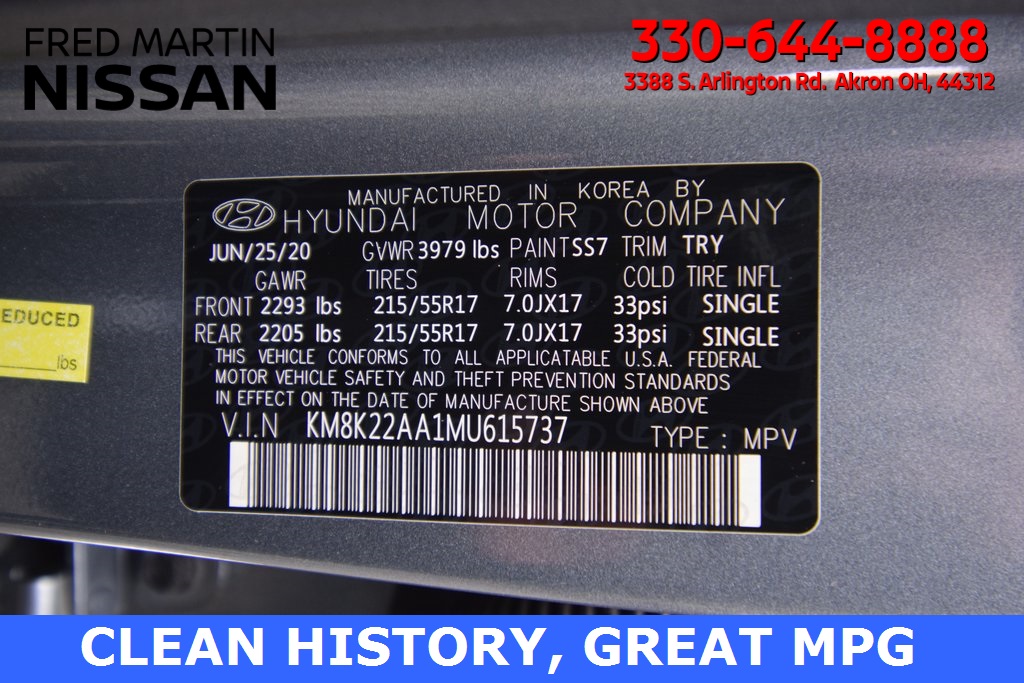 FRED MARTIN
NISSAN
330-644-8888
3388 S. Arlington Rd. Akron OH, 44312
MANUFACTURED IN KOREA BY
HYUNDAI MOTOR COMPANY
JUN/25/20 GVWR 3979 lbs PAINT SS7 TRIM TRY
GAWR TIRES RIMS COLD TIRE INFL
FRONT 2293 lbs 215/55R17 7.0JX17 33psi SINGLE
REAR 2205 lbs 215/55R17 7.0JX17 33psi SINGLE
THIS VEHICLE CONFORMS TO ALL APPLICATABLE U.S.A. FEDERAL
MOTOR VEHICLE SAFETY AND THEFT PREVENTION STANDARDS
IN EFFECT ON THE DATE OF MANUFACTURE SHOWN ABOVE
V.I.N KM8K22AA1MU615737 TYPE : MPV
EDUCED
lbs
CLEAN HISTORY, GREAT MPG